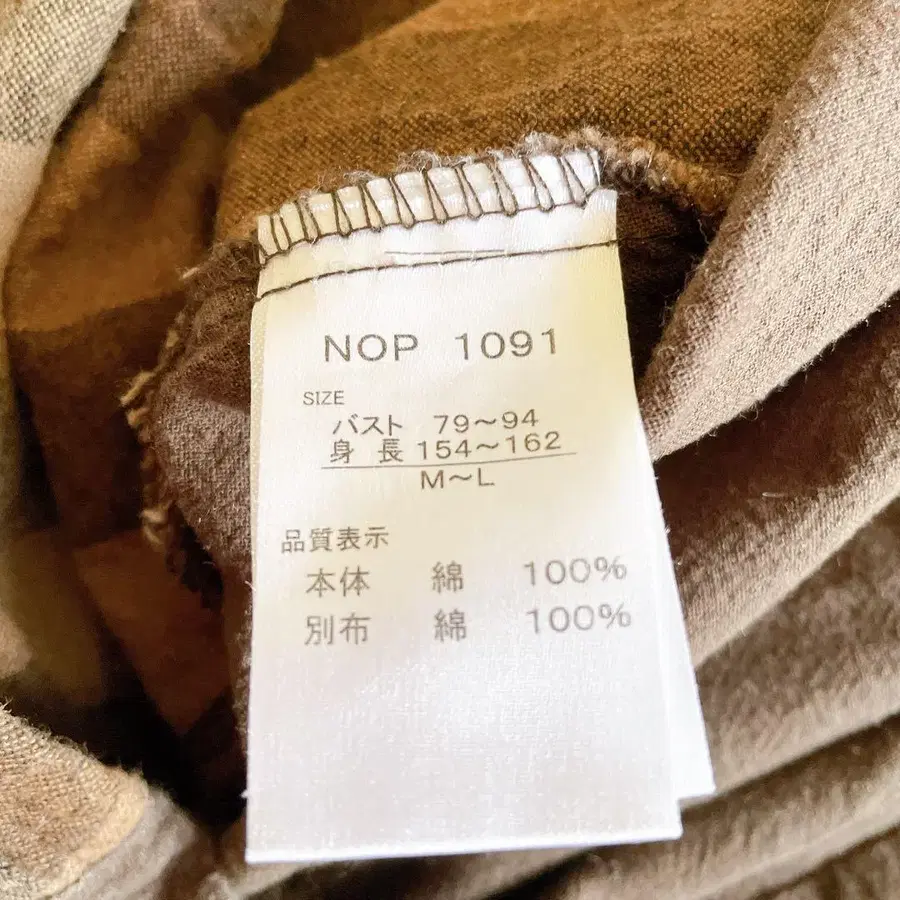 NOP 1091
SIZE
バスト 79～94
身 長 154～162
M～L
品質表示
本体 綿 100%
別布 綿 100%